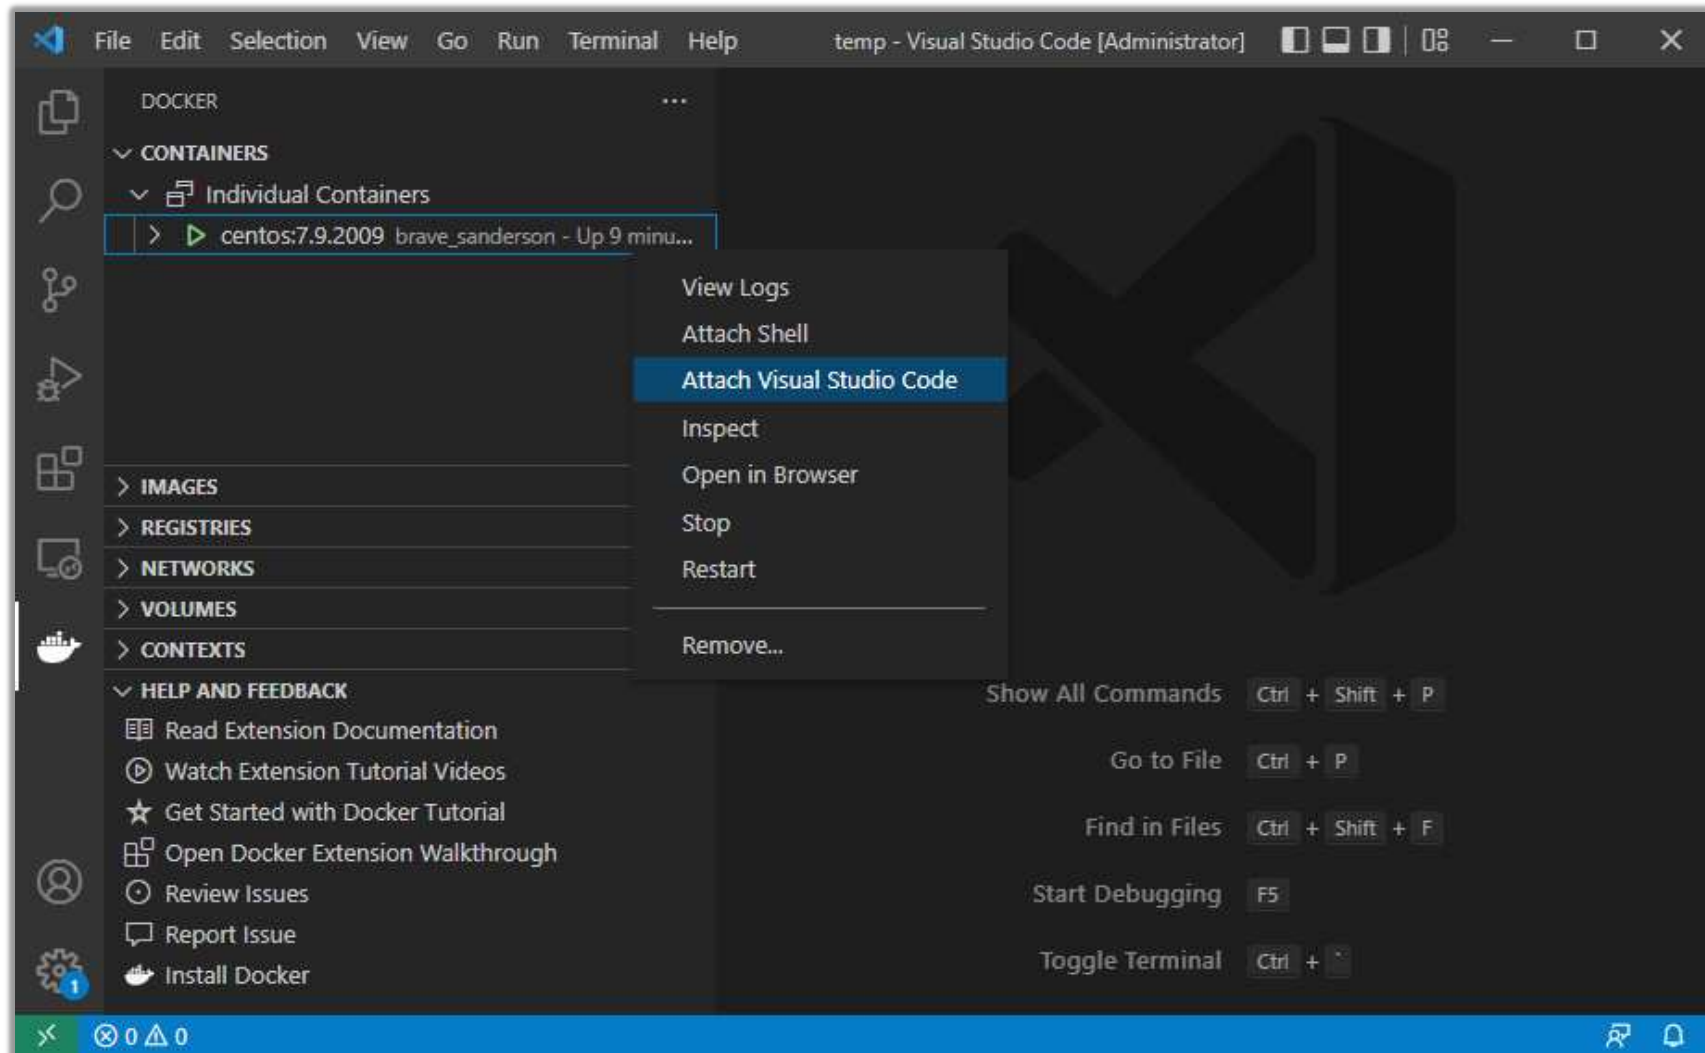 File Edit Selection View Go Run Terminal Help temp - Visual Studio Code [Administrator]
DOCKER
CONTAINERS
Individual Containers
centos:7.9.2009 brave_sanderson - Up 9 minu...
View Logs
Attach Shell
Attach Visual Studio Code
Inspect
Open in Browser
Stop
Restart
Remove...
IMAGES
REGISTRIES
NETWORKS
VOLUMES
CONTEXTS
HELP AND FEEDBACK
Read Extension Documentation
Watch Extension Tutorial Videos
Get Started with Docker Tutorial
Open Docker Extension Walkthrough
Review Issues
Report Issue
Install Docker
Show All Commands Ctrl + Shift + P
Go to File Ctrl + P
Find in Files Ctrl + Shift + F
Start Debugging F5
Toggle Terminal Ctrl + `
1
0 0